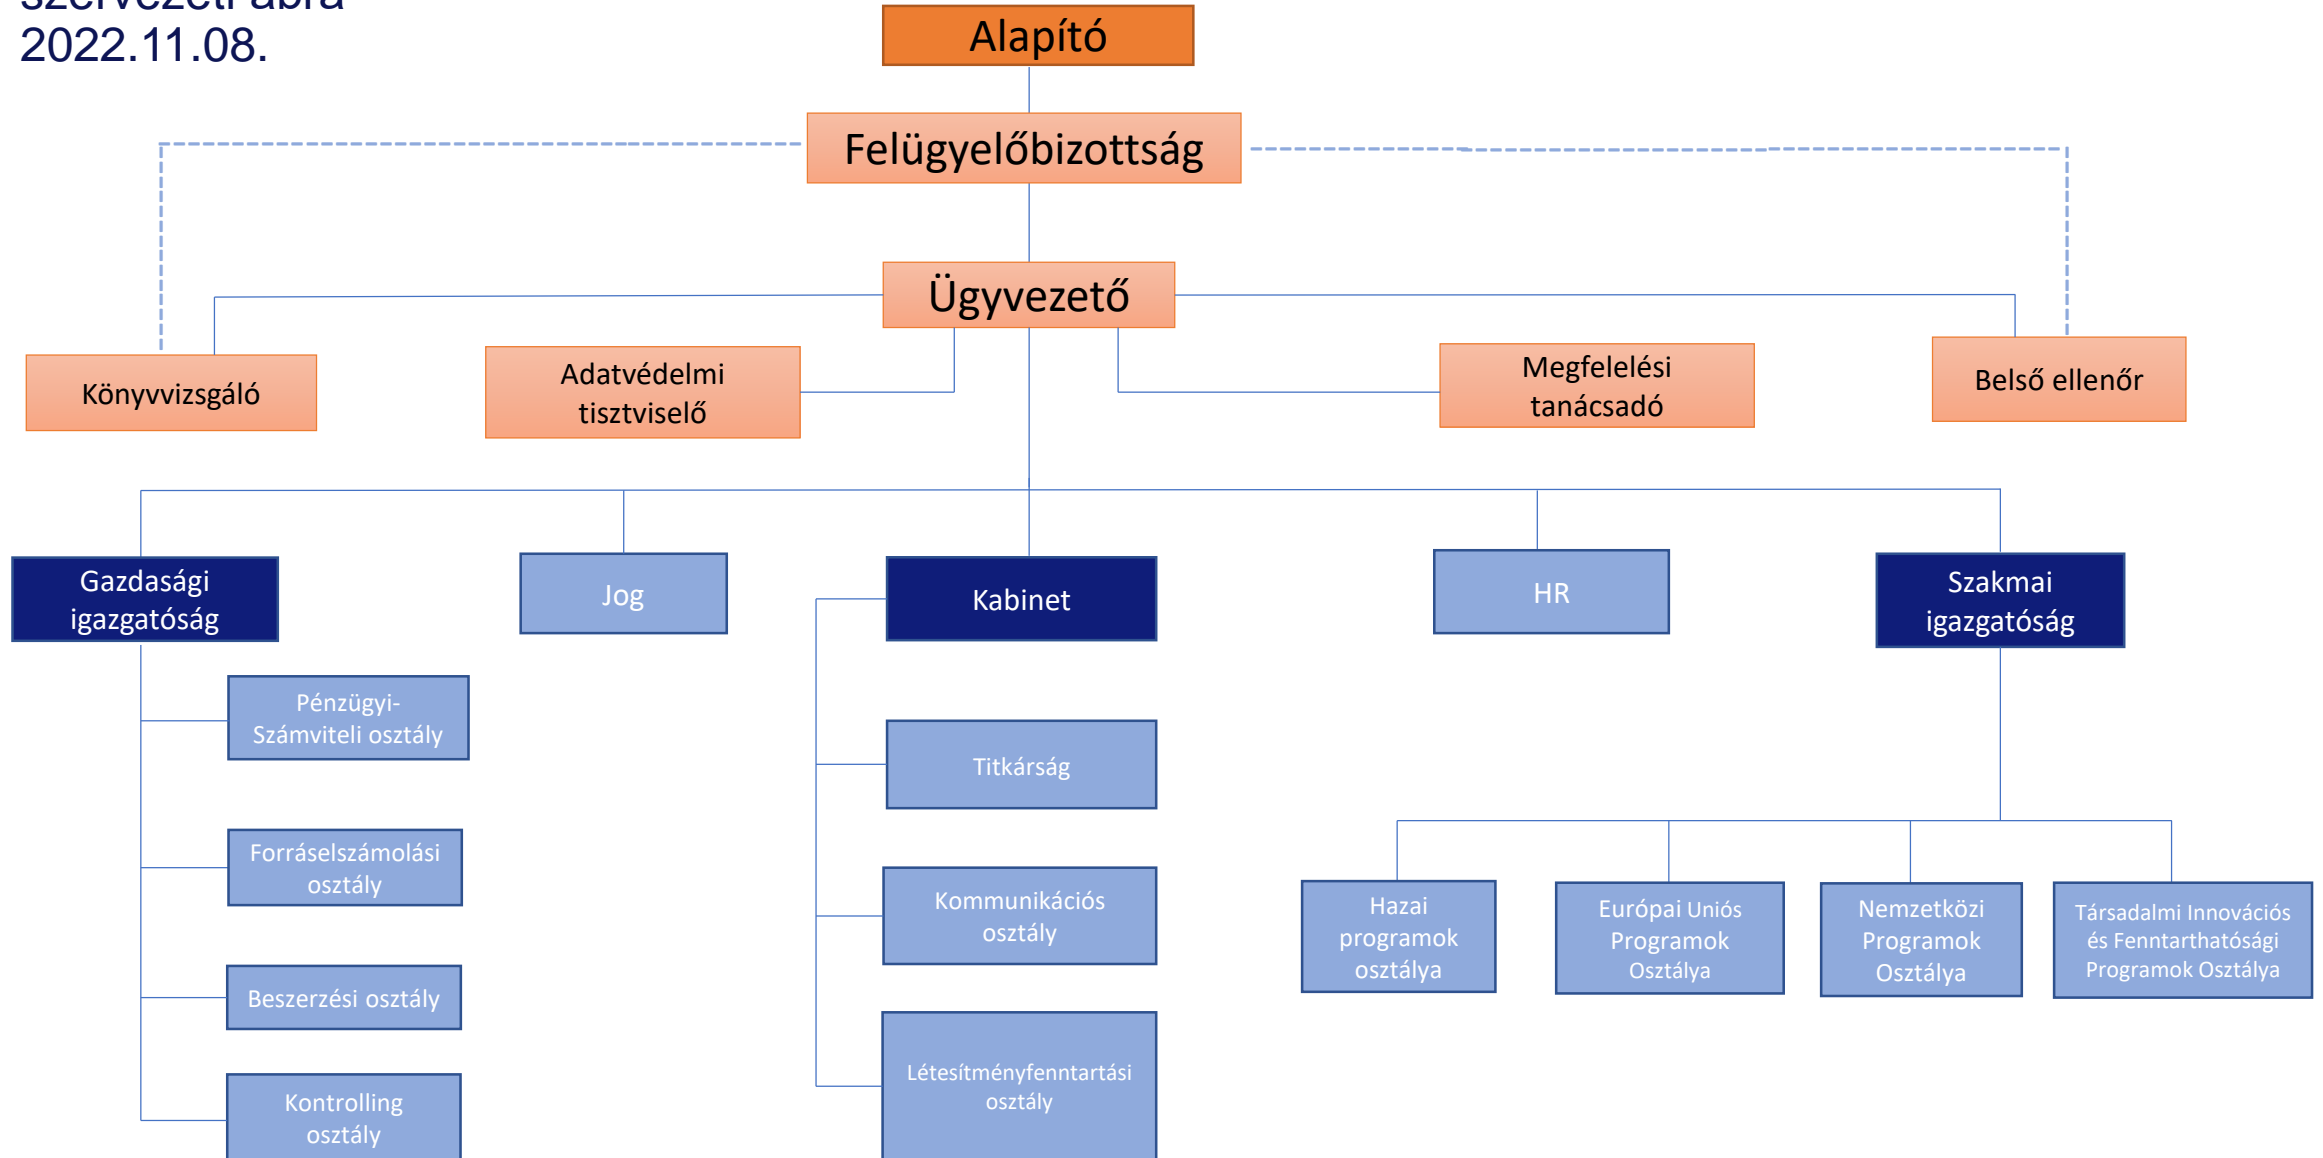 szervezeti ábra
2022.11.08.
Alapító
Felügyelőbizottság
Ügyvezető
Könyvvizsgáló
Adatvédelmi
tisztviselő
Megfelelési
tanácsadó
Belső ellenőr
Gazdasági
igazgatóság
Jog
Kabinet
HR
Szakmai
igazgatóság
Pénzügyi-
Számviteli osztály
Forráselszámolási
osztály
Beszerzési osztály
Kontrolling
osztály
Titkárság
Kommunikációs
osztály
Létesítményfenntartási
osztály
Hazai
programok
osztálya
Európai Uniós
Programok
Osztálya
Nemzetközi
Programok
Osztálya
Társadalmi Innovációs
és Fenntarthatósági
Programok Osztálya